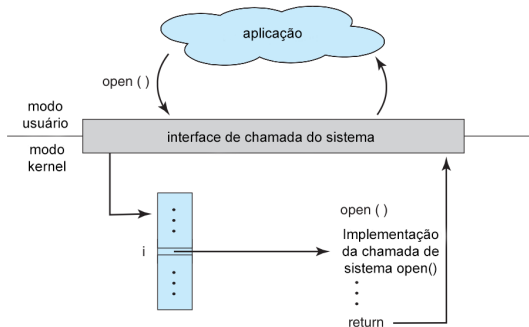 aplicação
open ( )
modo
usuário
interface de chamada do sistema
modo
kernel
open ( )
i
Implementação
da chamada de
sistema open()
return